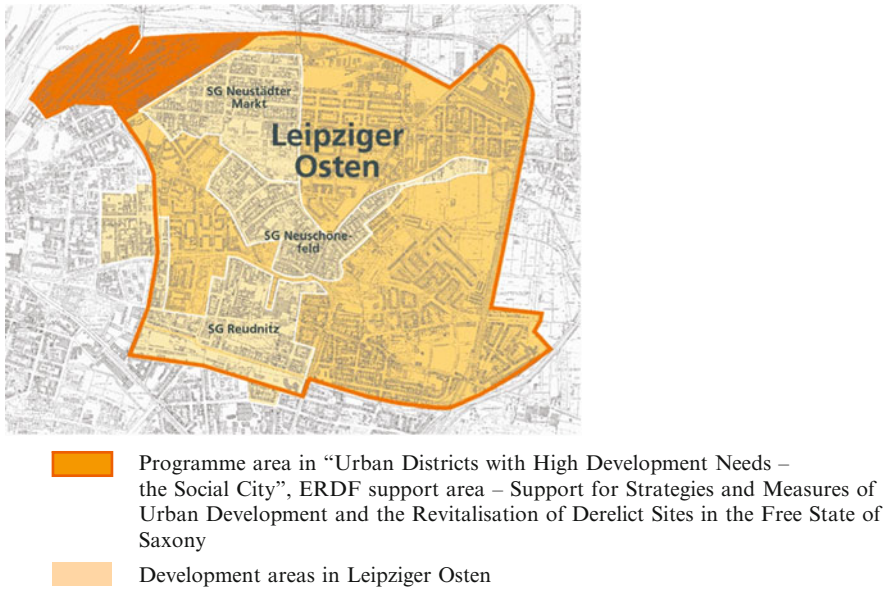 SG Neustädter
Markt
Leipziger
Osten
SG Neuschöne-
feld
SG Reudnitz
Programme area in “Urban Districts with High Development Needs –
the Social City”, ERDF support area – Support for Strategies and Measures of
Urban Development and the Revitalisation of Derelict Sites in the Free State of
Saxony
Development areas in Leipziger Osten